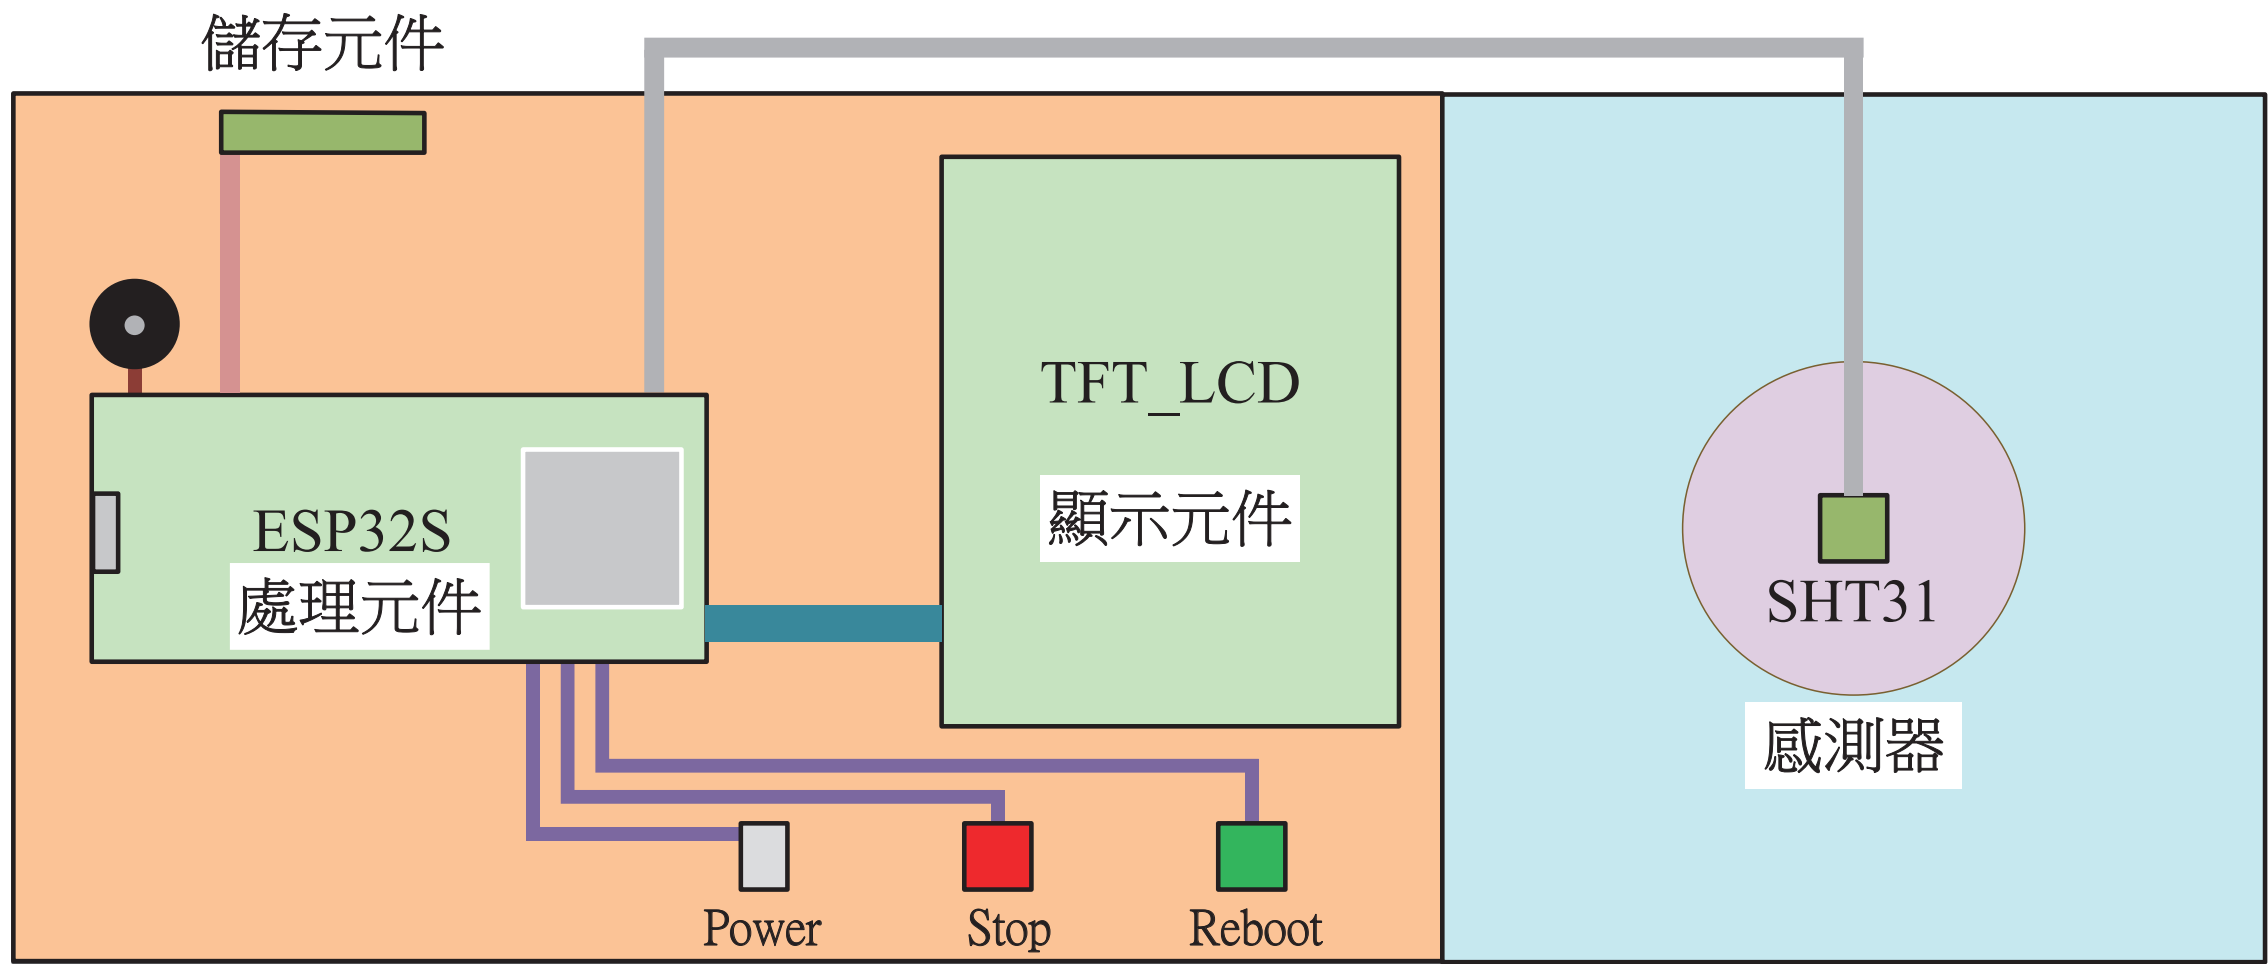 儲存元件
TFT_LCD
顯示元件
ESP32S
處理元件
SHT31
感測器
Power
Stop
Reboot